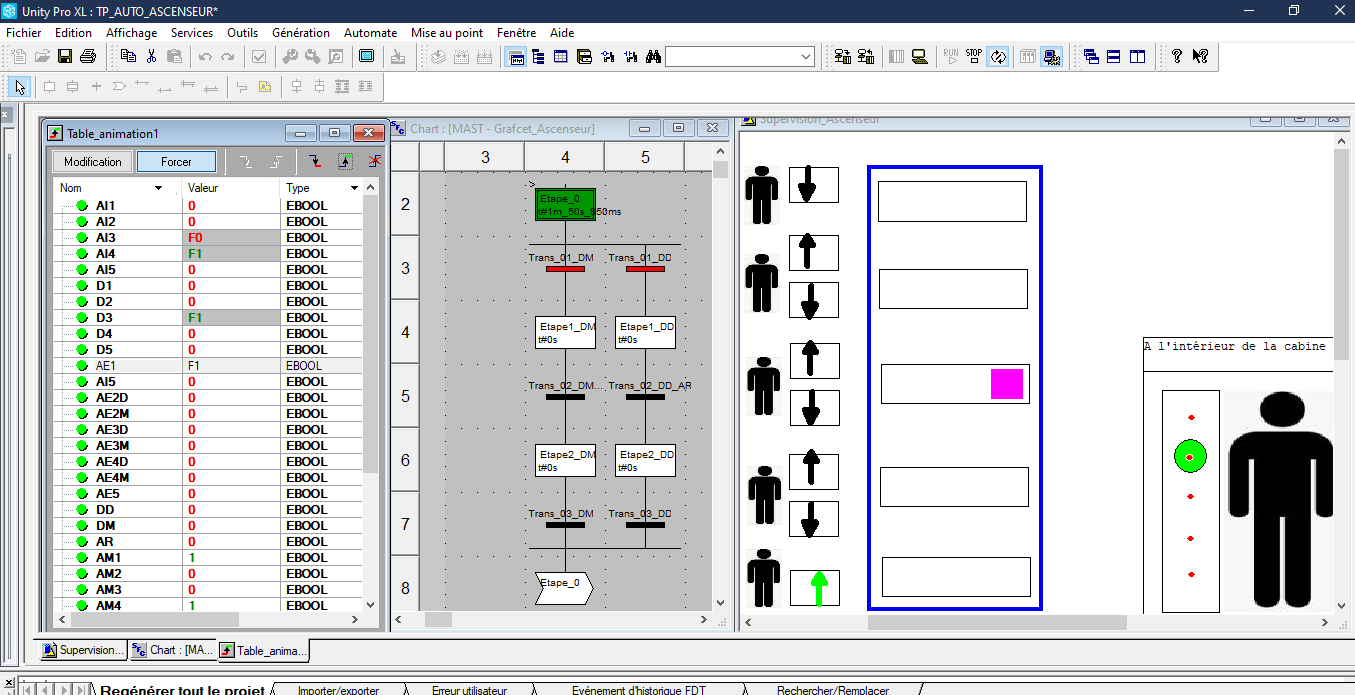 Unity Pro XL : TP_AUTO_ASCENSEUR*
Fichier Edition Affichage Services Outils Génération Automate Mise au point Fenêtre Aide
RUN STOP
Table_animation1
Modification Forcer
Nom Valeur Type
AI1 0 EBOOL
AI2 0 EBOOL
AI3 F0 EBOOL
AI4 F1 EBOOL
AI5 0 EBOOL
D1 0 EBOOL
D2 0 EBOOL
D3 F1 EBOOL
D4 0 EBOOL
D5 0 EBOOL
AE1 F1 EBOOL
AI5 0 EBOOL
AE2D 0 EBOOL
AE2M 0 EBOOL
AE3D 0 EBOOL
AE3M 0 EBOOL
AE4D 0 EBOOL
AE4M 0 EBOOL
AE5 0 EBOOL
DD 0 EBOOL
DM 0 EBOOL
AR 0 EBOOL
AM1 1 EBOOL
AM2 0 EBOOL
AM3 0 EBOOL
AM4 1 EBOOL
Chart : [MAST - Grafcet_Ascenseur]
3 4 5
2
3
4
5
6
7
8
Etape_0
t#1m_50s_950ms
Trans_01_DM Trans_01_DD
Etape1_DM Etape1_DD
t#0s t#0s
Trans_02_DM... Trans_02_DD_AR
Etape2_DM Etape2_DD
t#0s t#0s
Trans_03_DM Trans_03_DD
Etape_0
Supervision_Ascenseur
A l'intérieur de la cabine
Supervision... Chart : [MA... Table_anima...
Regénérer tout le projet Importer/exporter Erreur utilisateur Evénement d'historique FDT Rechercher/Remplacer